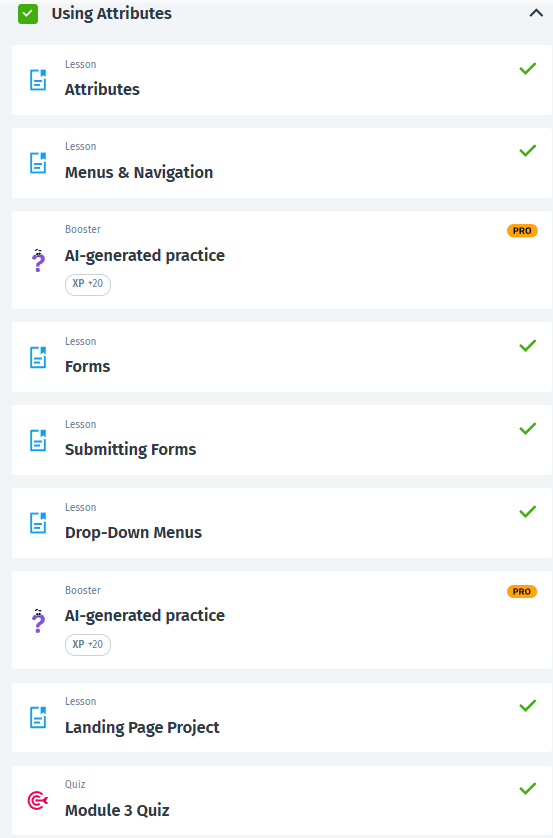 Using Attributes
Lesson
Attributes
Lesson
Menus & Navigation
Booster
PRO
AI-generated practice
XP +20
Lesson
Forms
Lesson
Submitting Forms
Lesson
Drop-Down Menus
Booster
PRO
AI-generated practice
XP +20
Lesson
Landing Page Project
Quiz
Module 3 Quiz